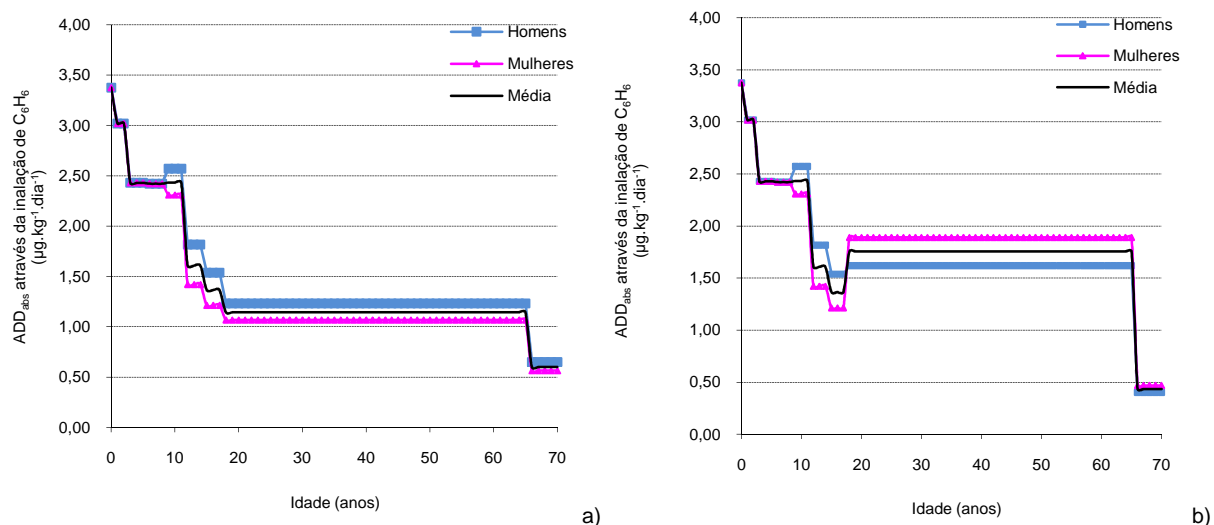 ADD_abs através da inalação de C₆H₆
(µg.kg⁻¹.dia⁻¹)
4,00
3,50
3,00
2,50
2,00
1,50
1,00
0,50
0,00
0 10 20 30 40 50 60 70
Idade (anos)
Homens
Mulheres
Média
a)
ADD_abs através da inalação de C₆H₆
(µg.kg⁻¹.dia⁻¹)
4,00
3,50
3,00
2,50
2,00
1,50
1,00
0,50
0,00
0 10 20 30 40 50 60 70
Idade (anos)
Homens
Mulheres
Média
b)